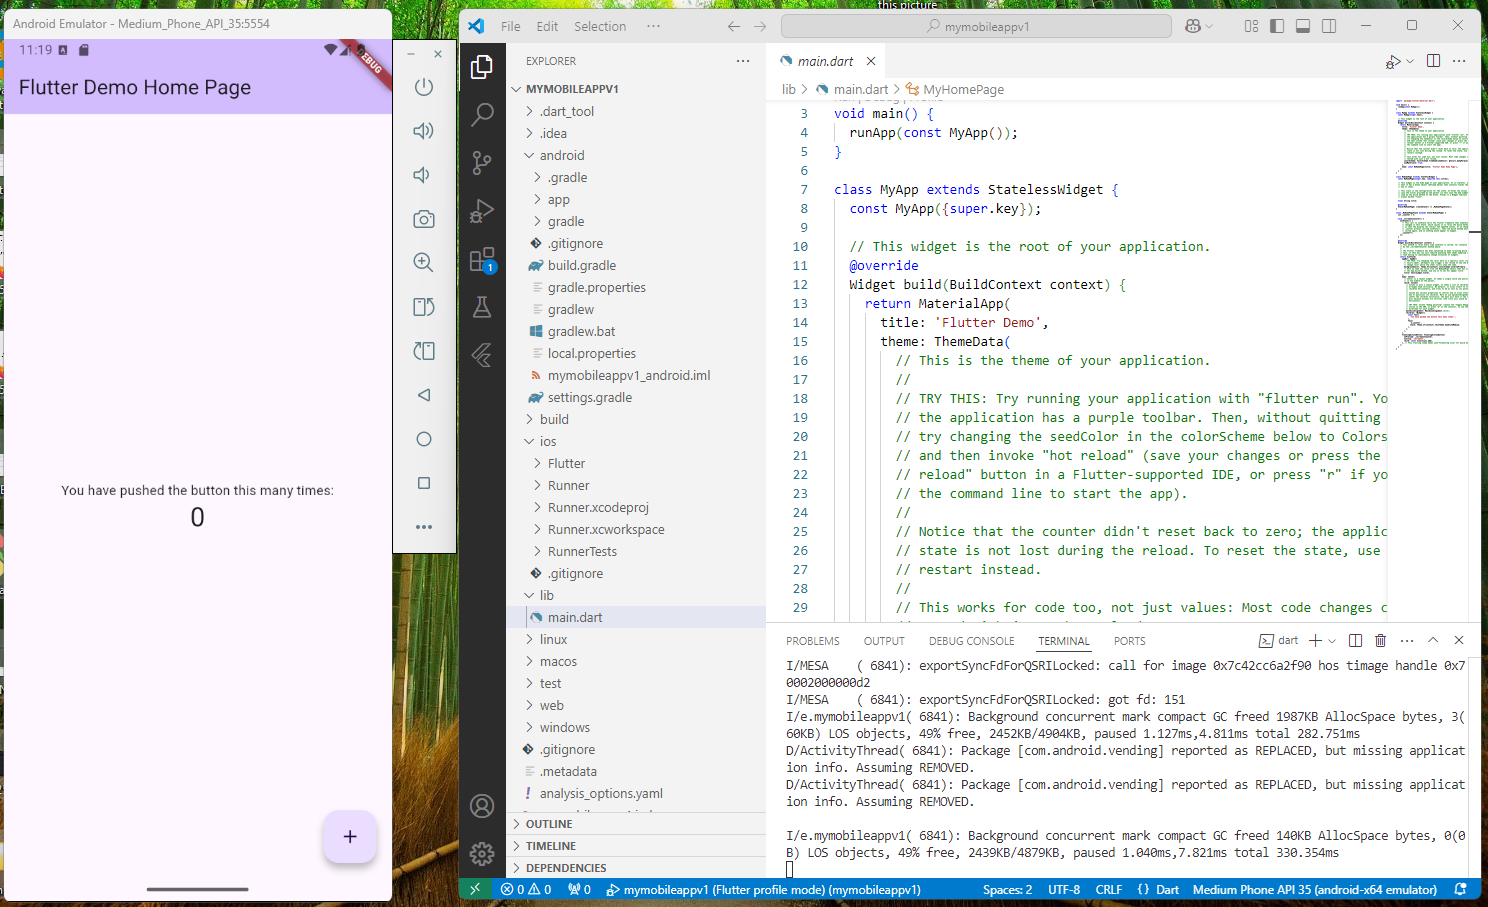 this picture
Android Emulator - Medium_Phone_API_35:5554
11:19
DEBUG
Flutter Demo Home Page
You have pushed the button this many times:
0
+
File Edit Selection ···
mymobileappv1
EXPLORER ···
MYMOBILEAPPV1
.dart_tool
.idea
android
.gradle
app
gradle
.gitignore
build.gradle
gradle.properties
gradlew
gradlew.bat
local.properties
mymobileappv1_android.iml
settings.gradle
build
ios
Flutter
Runner
Runner.xcodeproj
Runner.xcworkspace
RunnerTests
.gitignore
lib
main.dart
linux
macos
test
web
windows
.gitignore
.metadata
! analysis_options.yaml
OUTLINE
TIMELINE
DEPENDENCIES
1
main.dart
lib > main.dart > MyHomePage
3 void main() {
4 runApp(const MyApp());
5 }
6
7 class MyApp extends StatelessWidget {
8 const MyApp({super.key});
9
10 // This widget is the root of your application.
11 @override
12 Widget build(BuildContext context) {
13 return MaterialApp(
14 title: 'Flutter Demo',
15 theme: ThemeData(
16 // This is the theme of your application.
17 //
18 // TRY THIS: Try running your application with "flutter run". Yo
19 // the application has a purple toolbar. Then, without quitting
20 // try changing the seedColor in the colorScheme below to Colors
21 // and then invoke "hot reload" (save your changes or press the
22 // reload" button in a Flutter-supported IDE, or press "r" if yo
23 // the command line to start the app).
24 //
25 // Notice that the counter didn't reset back to zero; the applic
26 // state is not lost during the reload. To reset the state, use
27 // restart instead.
28 //
29 // This works for code too, not just values: Most code changes c
PROBLEMS OUTPUT DEBUG CONSOLE TERMINAL PORTS dart
I/MESA ( 6841): exportSyncFdForQSRILocked: call for image 0x7c42cc6a2f90 hos timage handle 0x7
00020000000d2
I/MESA ( 6841): exportSyncFdForQSRILocked: got fd: 151
I/e.mymobileappv1( 6841): Background concurrent mark compact GC freed 1987KB AllocSpace bytes, 3(
60KB) LOS objects, 49% free, 2452KB/4904KB, paused 1.127ms,4.811ms total 282.751ms
D/ActivityThread( 6841): Package [com.android.vending] reported as REPLACED, but missing applicat
ion info. Assuming REMOVED.
D/ActivityThread( 6841): Package [com.android.vending] reported as REPLACED, but missing applicat
ion info. Assuming REMOVED.
I/e.mymobileappv1( 6841): Background concurrent mark compact GC freed 140KB AllocSpace bytes, 0(0
B) LOS objects, 49% free, 2439KB/4879KB, paused 1.040ms,7.821ms total 330.354ms
0 0 0 mymobileappv1 (Flutter profile mode) (mymobileappv1) Spaces: 2 UTF-8 CRLF {} Dart Medium Phone API 35 (android-x64 emulator)